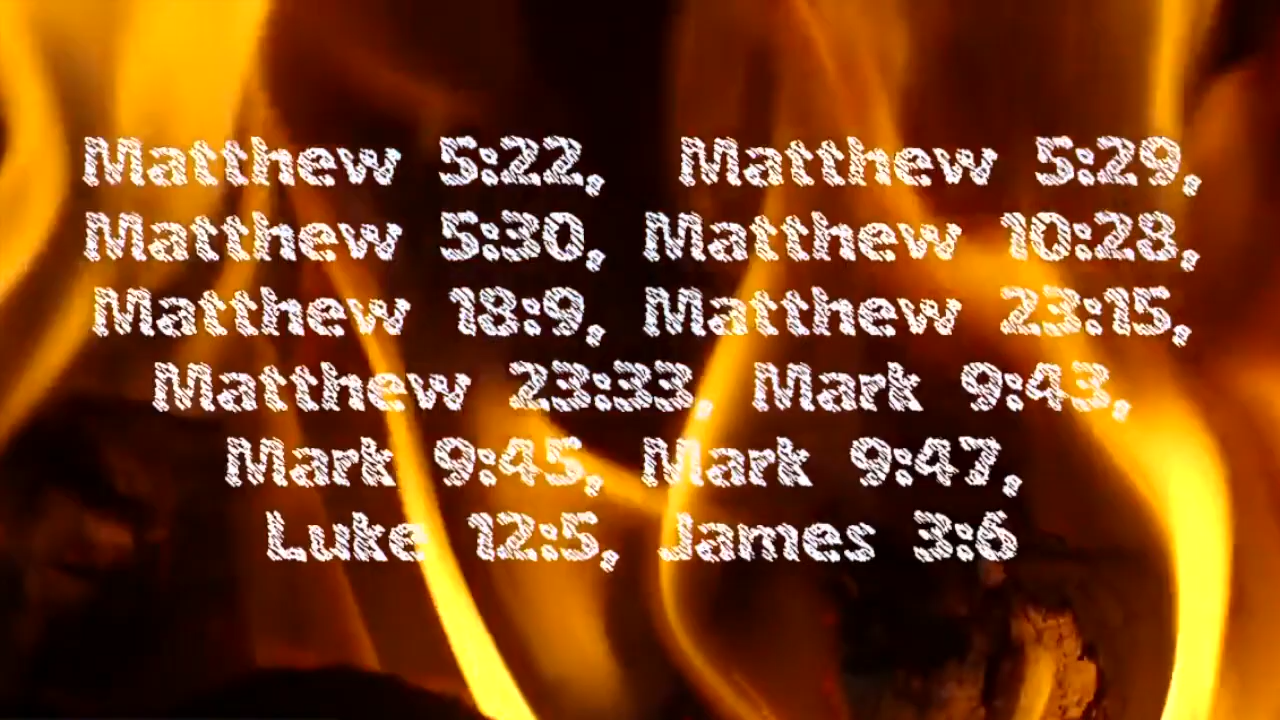 Matthew 5:22, Matthew 5:29,
Matthew 5:30, Matthew 10:28,
Matthew 18:9, Matthew 23:15,
Matthew 23:33, Mark 9:43,
Mark 9:45, Mark 9:47,
Luke 12:5, James 3:6